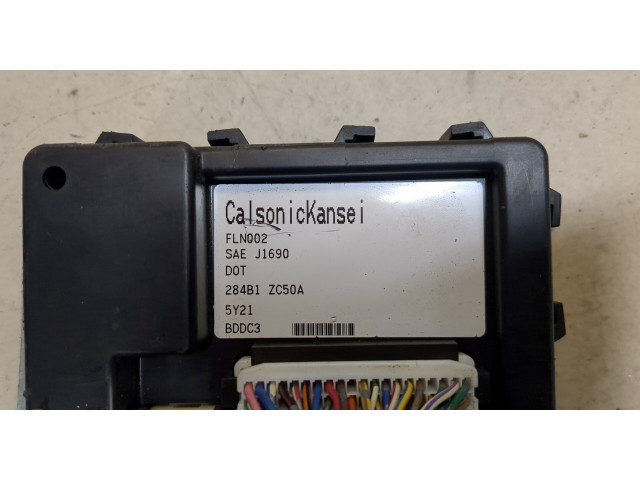 CalsonicKansei
FLN002
SAE J1690
DOT
284B1 ZC50A
5Y21
BDDC3